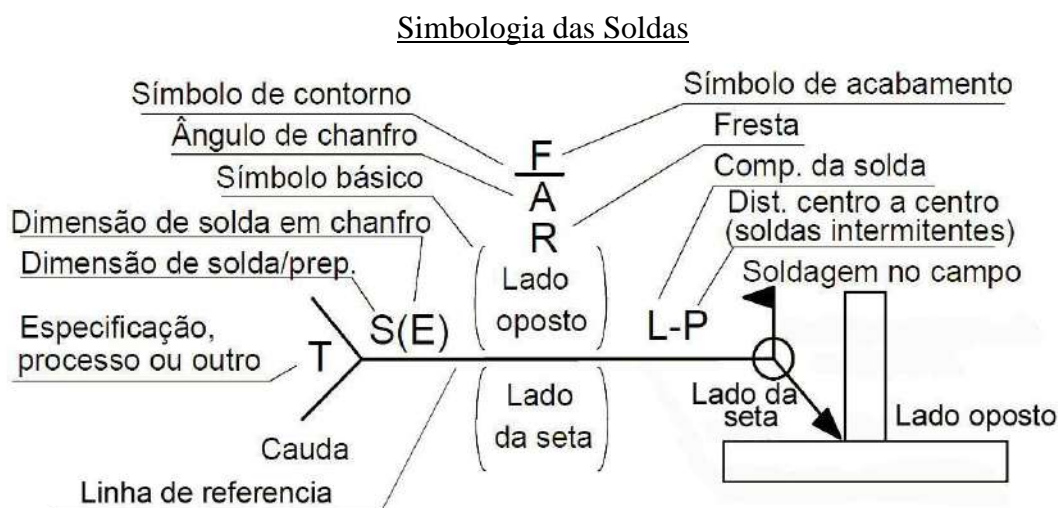 Simbologia das Soldas
Símbolo de contorno
Símbolo de acabamento
Ângulo de chanfro
F
Fresta
Símbolo básico
A
Comp. da solda
Dimensão de solda em chanfro
R
Dist. centro a centro
(soldas intermitentes)
Dimensão de solda/prep.
Lado
oposto
Soldagem no campo
Especificação,
processo ou outro
T
S(E)
L-P
Lado
da seta
Lado da
seta
Lado oposto
Cauda
Linha de referencia